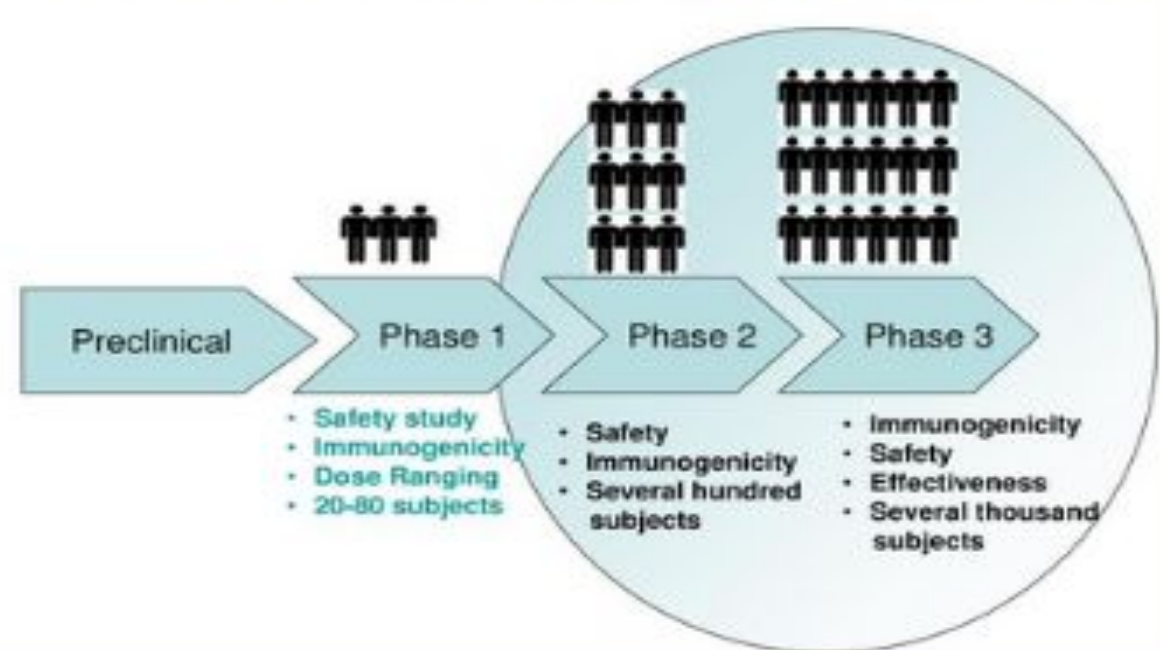 Preclinical
Phase 1
Phase 2
Phase 3
• Safety study
• Immunogenicity
• Dose Ranging
• 20-80 subjects
• Safety
• Immunogenicity
• Several hundred
subjects
• Immunogenicity
• Safety
• Effectiveness
• Several thousand
subjects